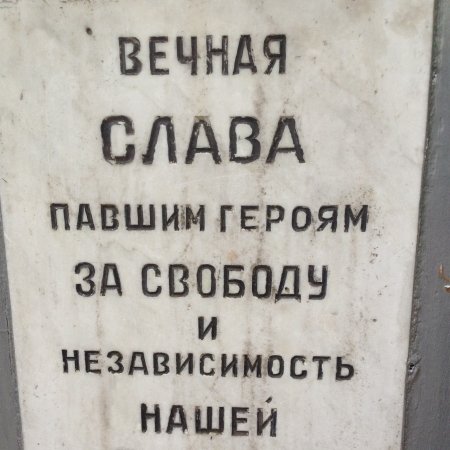 ВЕЧНАЯ
СЛАВА
ПАВШИМ ГЕРОЯМ
ЗА СВОБОДУ
И
НЕЗАВИСИМОСТЬ
НАШЕЙ